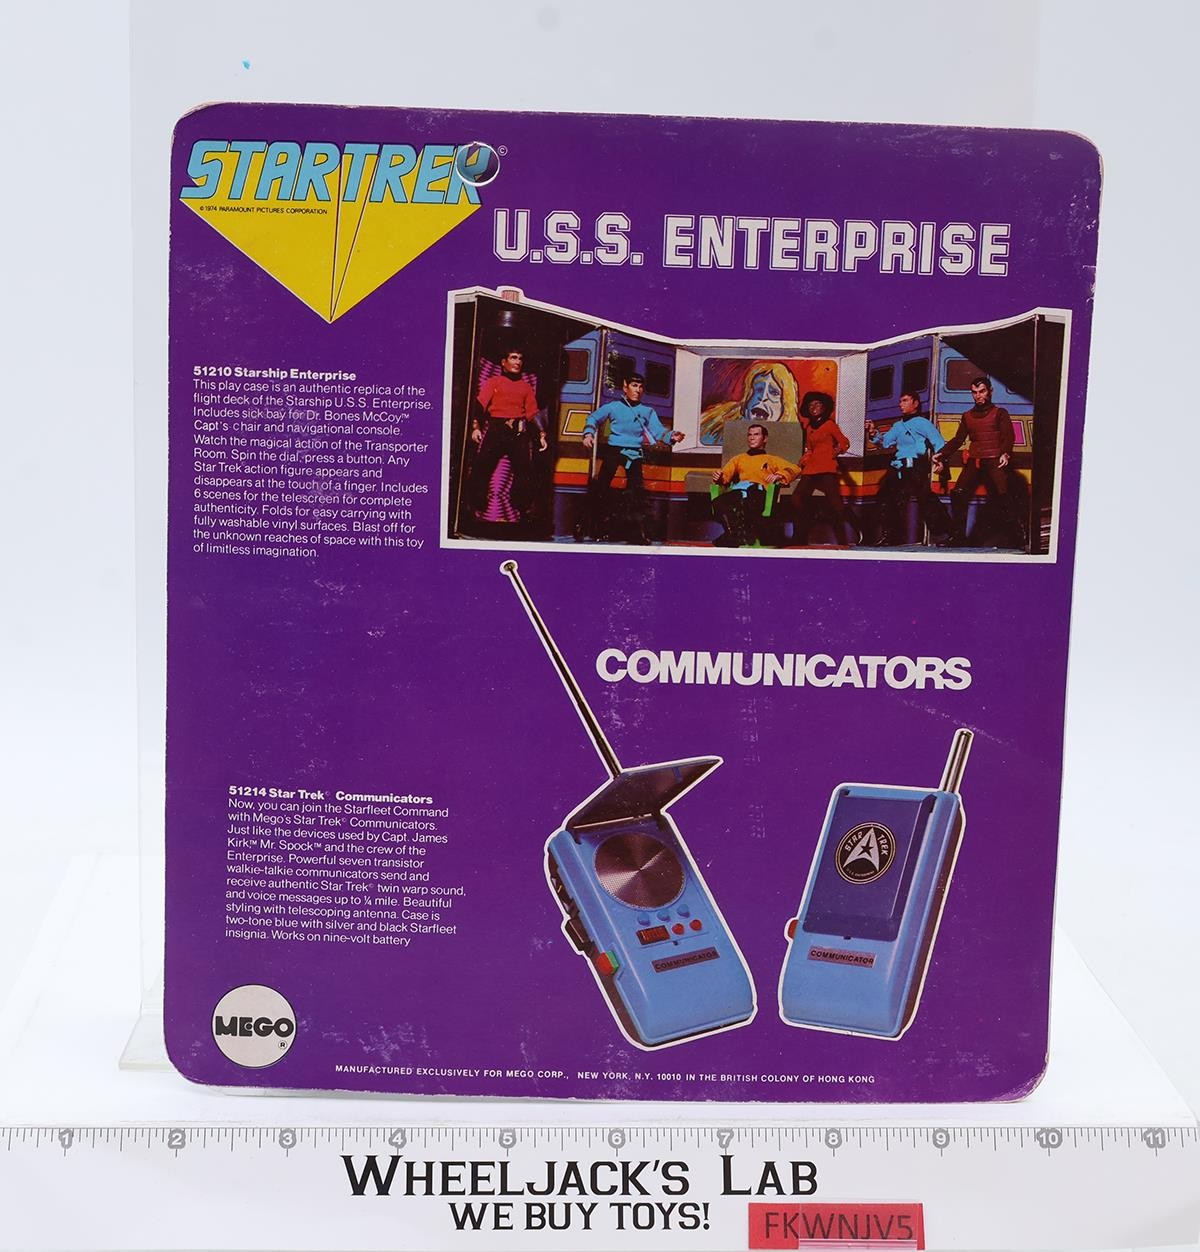 STAR TREK ©
© 1974 PARAMOUNT PICTURES CORPORATION
U.S.S. ENTERPRISE
51210 Starship Enterprise
This play case is an authentic replica of the
flight deck of the Starship U.S.S. Enterprise.
Includes sick bay for Dr. Bones McCoy.™
Capt's chair and navigational console.
Watch the magical action of the Transporter
Room. Spin the dial, press a button. Any
Star Trek action figure appears and
disappears at the touch of a finger. Includes
6 scenes for the telescreen for complete
authenticity. Folds for easy carrying with
fully washable vinyl surfaces. Blast off for
the unknown reaches of space with this toy
of limitless imagination.
COMMUNICATORS
51214 Star Trek© Communicators
Now, you can join the Starfleet Command
with Mego's Star Trek© Communicators.
Just like the devices used by Capt. James
Kirk,™ Mr. Spock™ and the crew of the
Enterprise. Powerful seven transistor
walkie-talkie communicators send and
receive authentic Star Trek© twin warp sound,
and voice messages up to ¼ mile. Beautiful
styling with telescoping antenna. Case is
two-tone blue with silver and black Starfleet
insignia. Works on nine-volt battery
STAR TREK
COMMUNICATOR
COMMUNICATOR
MEGO ®
MANUFACTURED EXCLUSIVELY FOR MEGO CORP., NEW YORK, N.Y. 10010 IN THE BRITISH COLONY OF HONG KONG
1 2 3 4 5 6 7 8 9 10 11
WHEELJACK'S LAB
WE BUY TOYS!
FKWNJV5